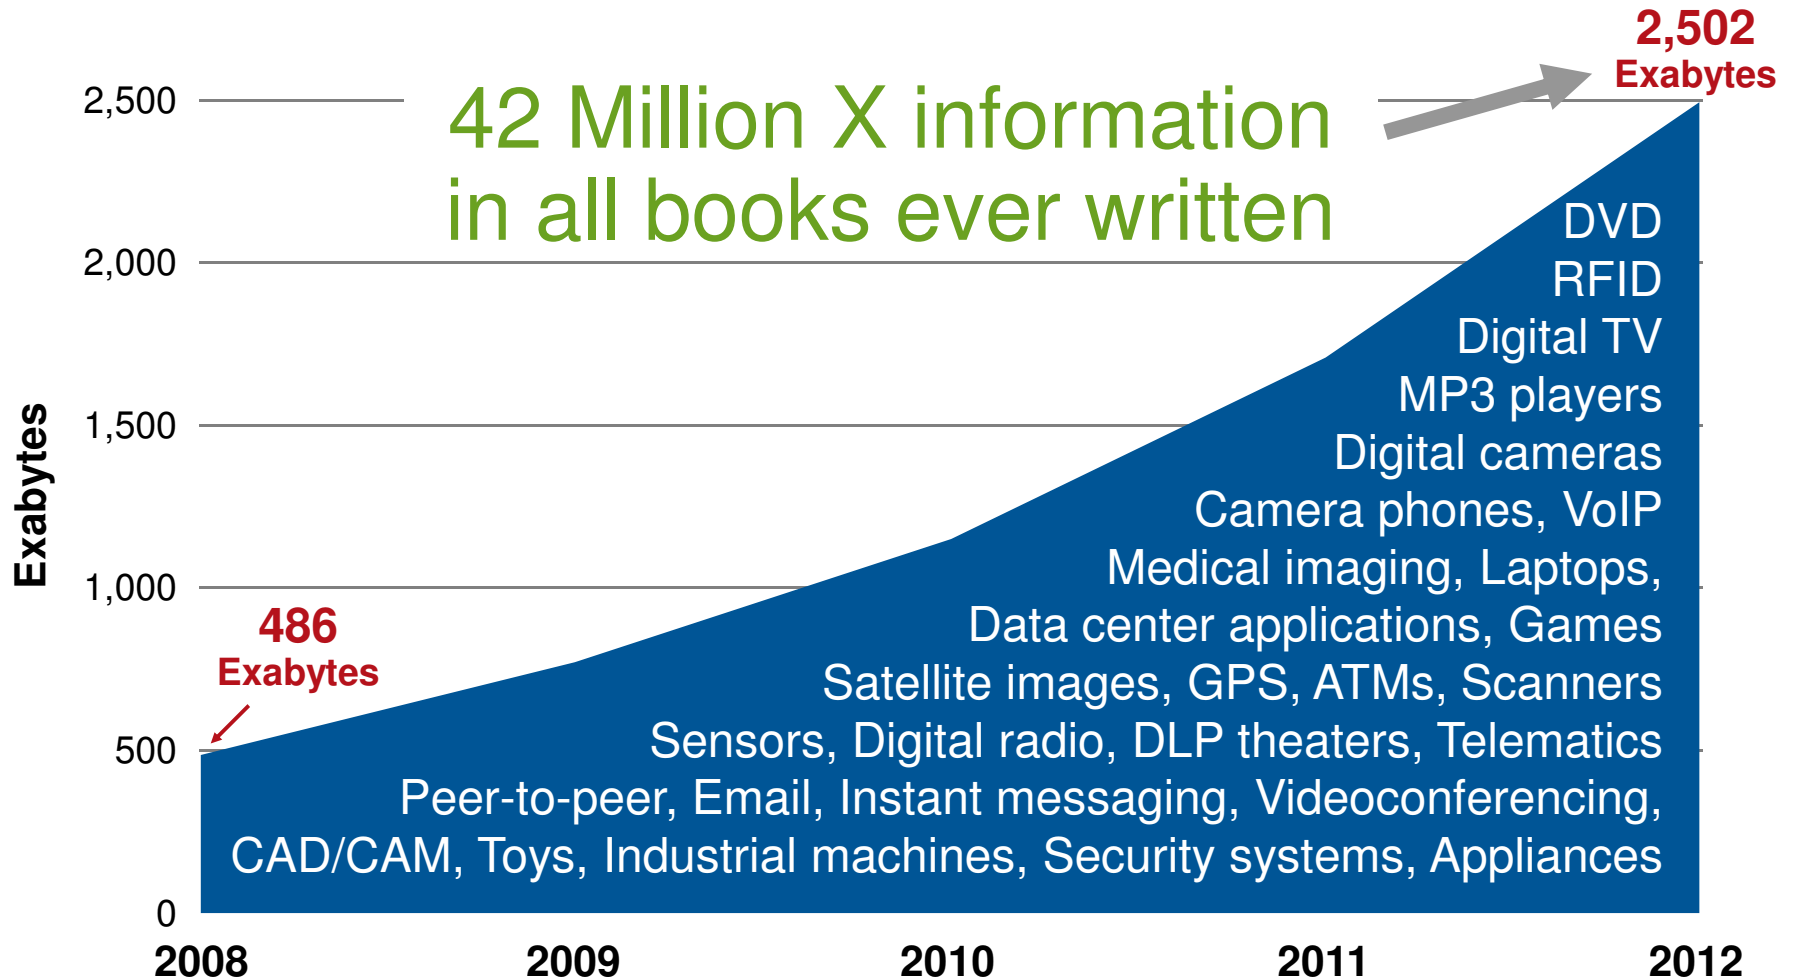 2,502
Exabytes
42 Million X information
in all books ever written
2,500
2,000
1,500
1,000
500
0
Exabytes
486
Exabytes
DVD
RFID
Digital TV
MP3 players
Digital cameras
Camera phones, VoIP
Medical imaging, Laptops,
Data center applications, Games
Satellite images, GPS, ATMs, Scanners
Sensors, Digital radio, DLP theaters, Telematics
Peer-to-peer, Email, Instant messaging, Videoconferencing,
CAD/CAM, Toys, Industrial machines, Security systems, Appliances
2008 2009 2010 2011 2012